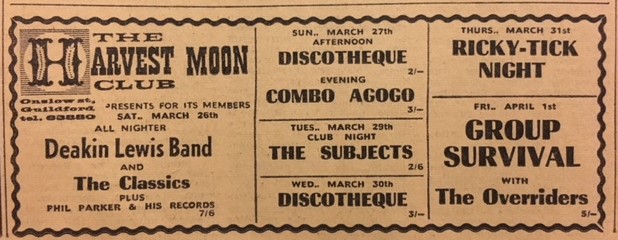 THE
HARVEST MOON
CLUB
Onslow st,
Guildford
tel. 63880
PRESENTS FOR ITS MEMBERS
SAT. MARCH 26th
ALL NIGHTER
Deakin Lewis Band
AND
The Classics
PLUS
PHIL PARKER & HIS RECORDS
7/6
SUN.. MARCH 27th
AFTERNOON
DISCOTHEQUE
2/–
EVENING
COMBO AGOGO
3/–
TUES.. MARCH 29th
CLUB NIGHT
THE SUBJECTS
2/6
WED.. MARCH 30th
DISCOTHEQUE
3/–
THURS.. MARCH 31st
RICKY-TICK
NIGHT
FRI.. APRIL 1st
GROUP
SURVIVAL
WITH
The Overriders
5/–